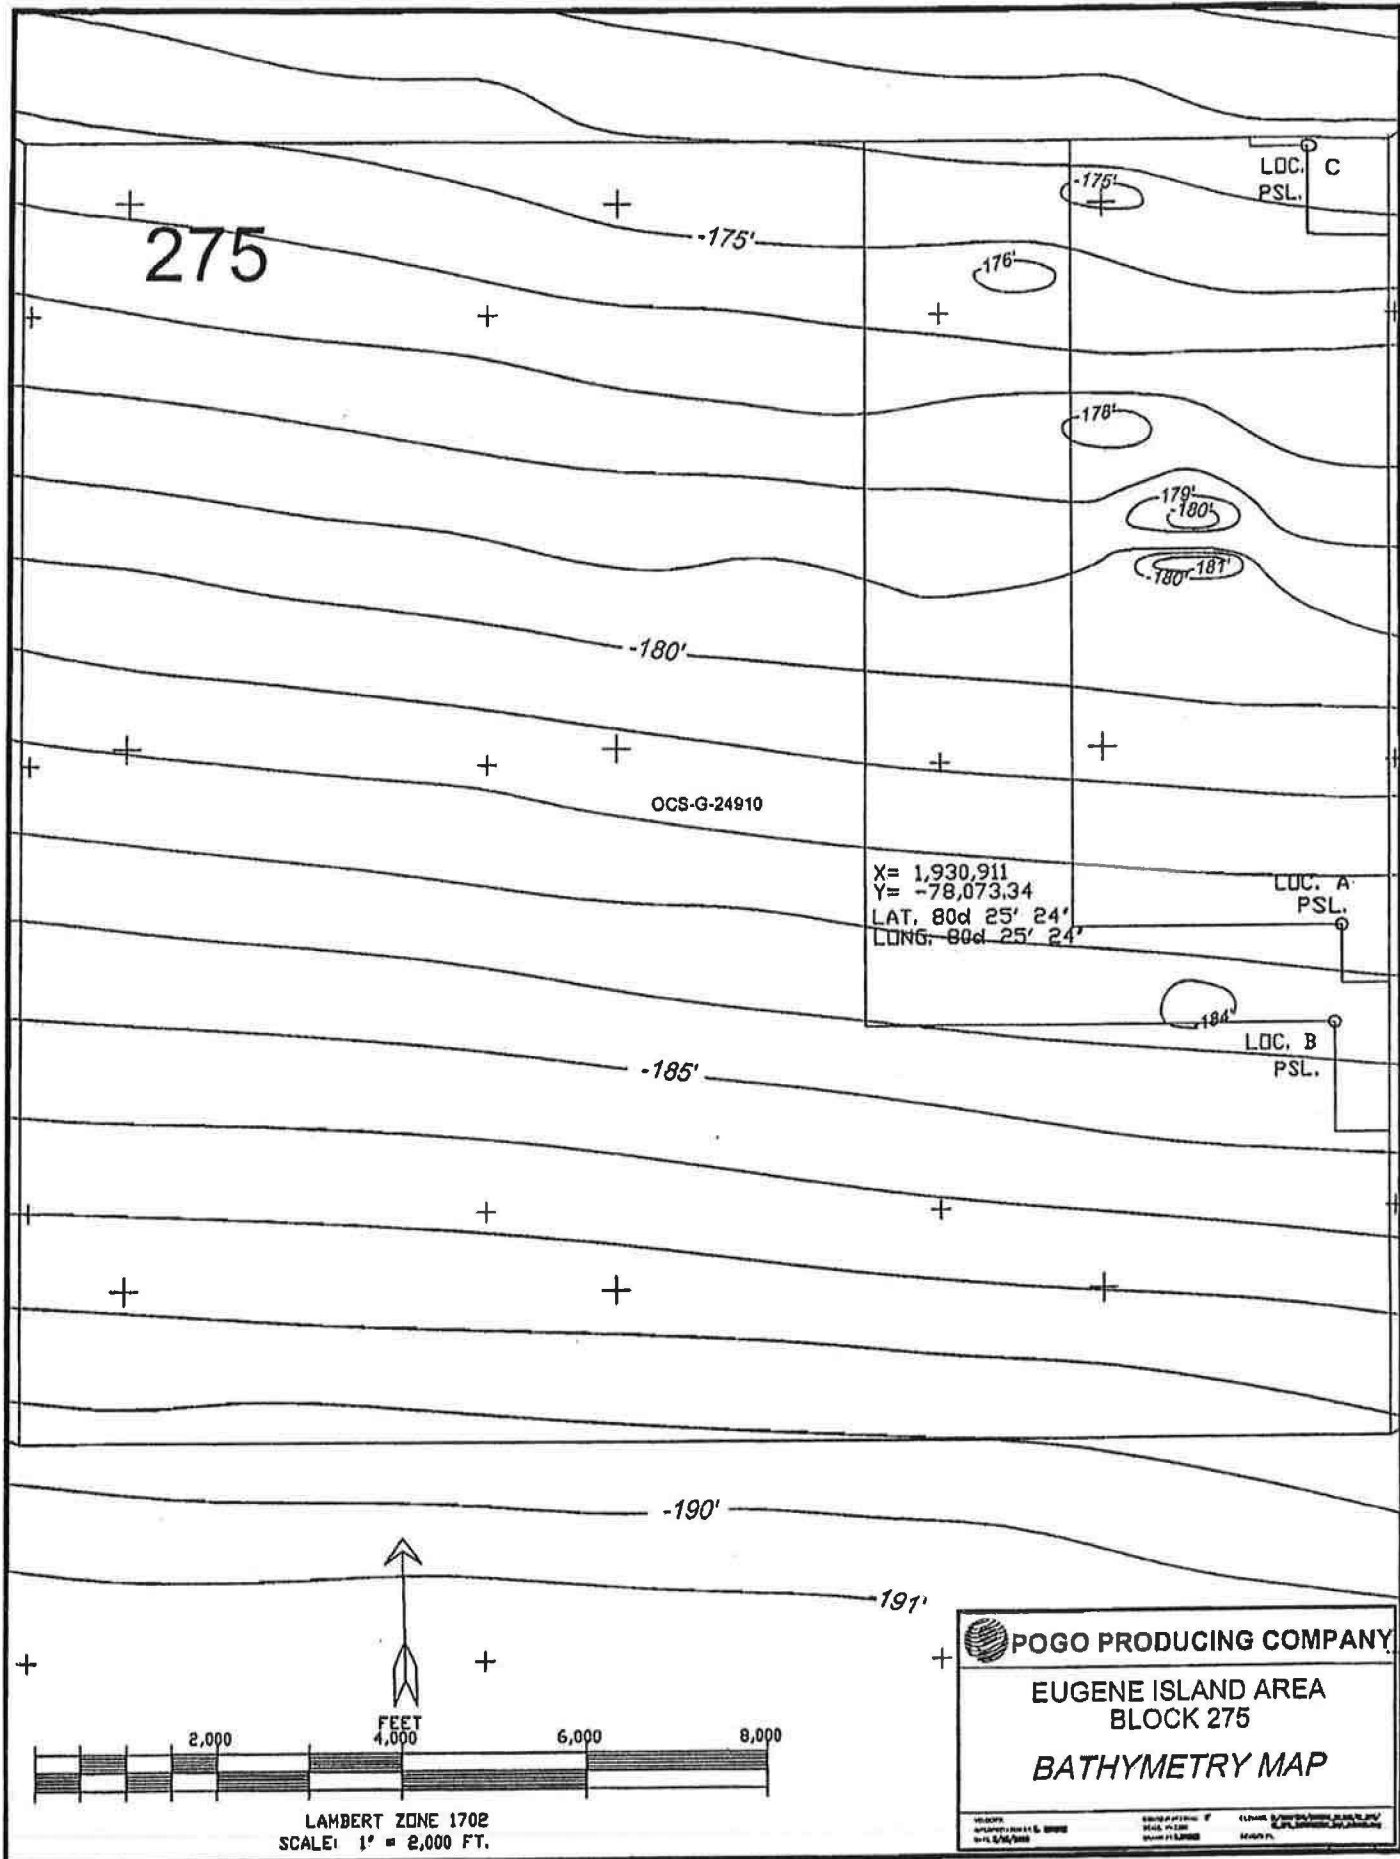 LOC. C
PSL.
-175'
275
-175'
-176'
-178'
-179'
-180'
-181'
-180'
-180'
OCS-G-24910
X= 1,930,911
Y= -78,073.34
LAT. 80d 25' 24'
LONG. 80d 25' 24'
LOC. A
PSL.
184'
LOC. B
PSL.
-185'
-190'
-191'
FEET
2,000 4,000 6,000 8,000
LAMBERT ZONE 1702
SCALE: 1' = 2,000 FT.
POGO PRODUCING COMPANY
EUGENE ISLAND AREA
BLOCK 275
BATHYMETRY MAP